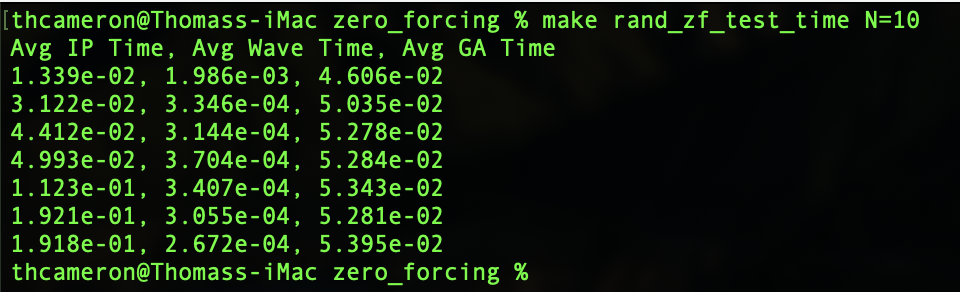 [thcameron@Thomass-iMac zero_forcing % make rand_zf_test_time N=10
Avg IP Time, Avg Wave Time, Avg GA Time
1.339e-02, 1.986e-03, 4.606e-02
3.122e-02, 3.346e-04, 5.035e-02
4.412e-02, 3.144e-04, 5.278e-02
4.993e-02, 3.704e-04, 5.284e-02
1.123e-01, 3.407e-04, 5.343e-02
1.921e-01, 3.055e-04, 5.281e-02
1.918e-01, 2.672e-04, 5.395e-02
thcameron@Thomass-iMac zero_forcing %